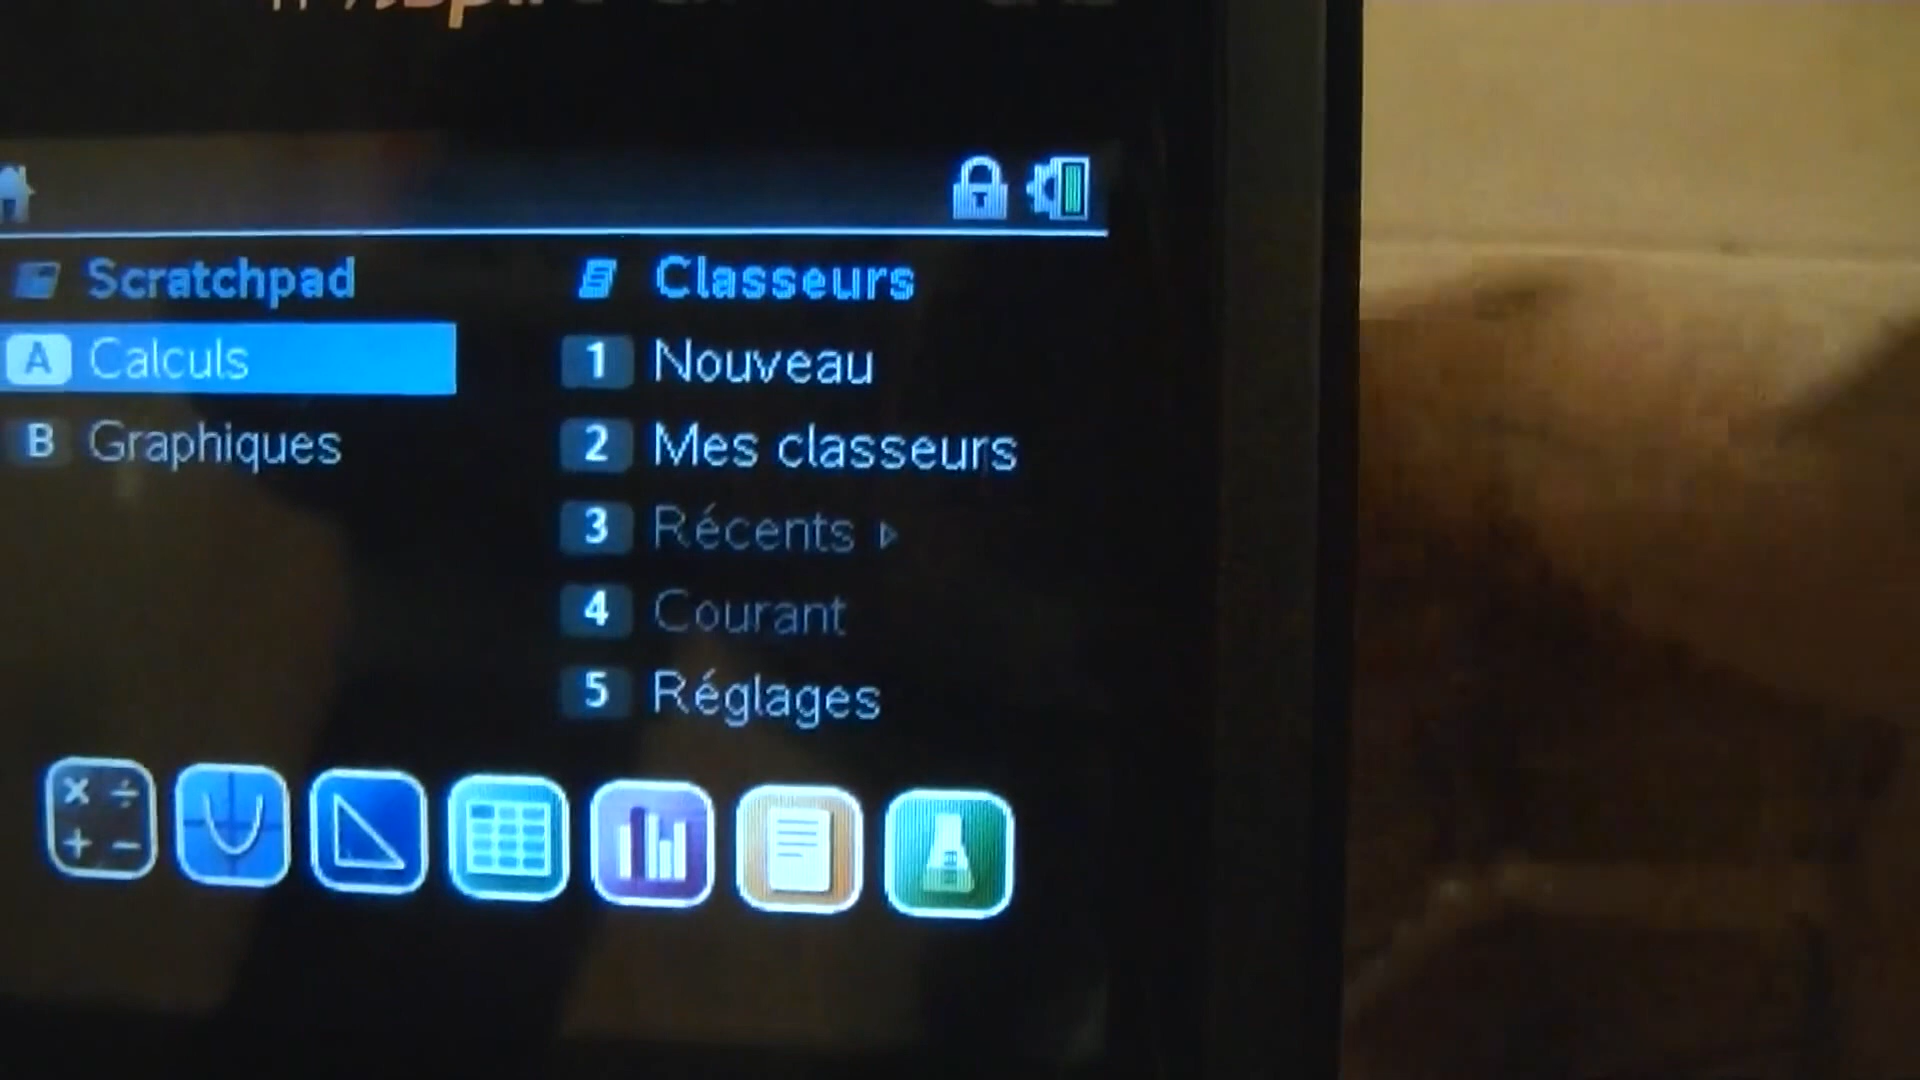 Scratchpad
A Calculs
B Graphiques
Classeurs
1 Nouveau
2 Mes classeurs
3 Récents
4 Courant
5 Réglages